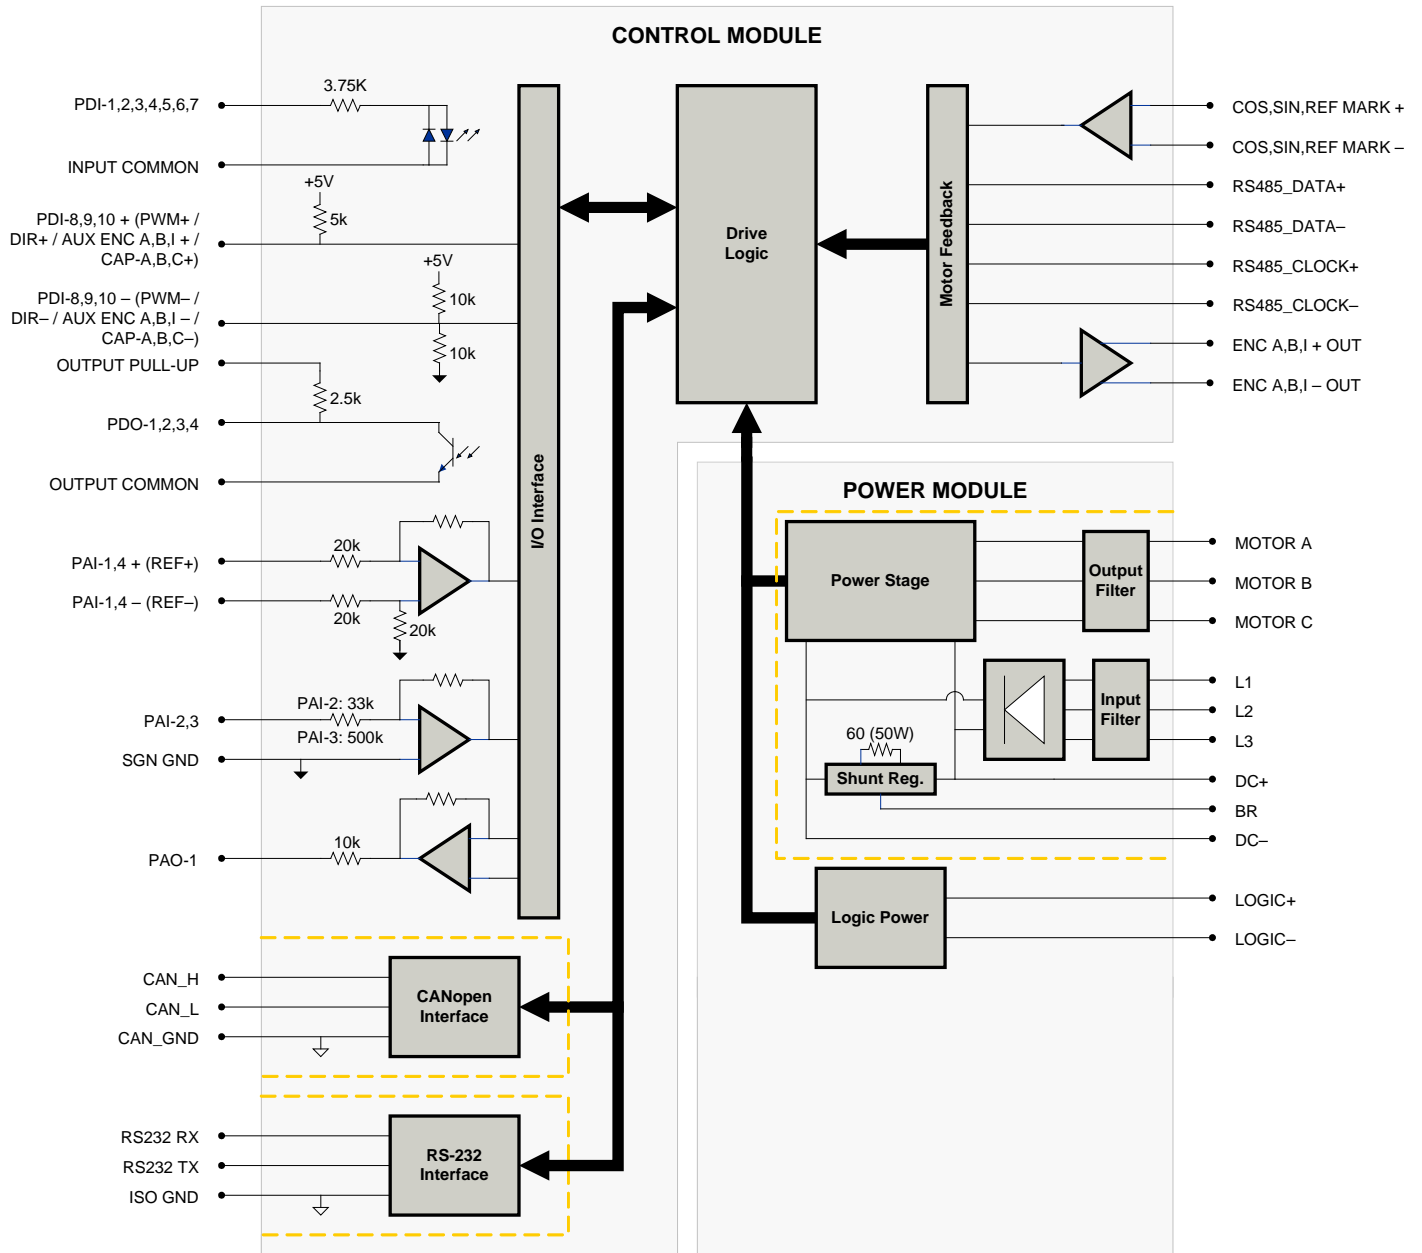 CONTROL MODULE
PDI-1,2,3,4,5,6,7
3.75K
INPUT COMMON
+5V
5k
PDI-8,9,10 + (PWM+ /
DIR+ / AUX ENC A,B,I + /
CAP-A,B,C+)
+5V
10k
PDI-8,9,10 – (PWM– /
DIR– / AUX ENC A,B,I – /
CAP-A,B,C–)
10k
OUTPUT PULL-UP
2.5k
PDO-1,2,3,4
OUTPUT COMMON
PAI-1,4 + (REF+)
20k
PAI-1,4 – (REF–)
20k
20k
PAI-2,3
PAI-2: 33k
PAI-3: 500k
SGN GND
PAO-1
10k
I/O Interface
CAN_H
CAN_L
CAN_GND
CANopen
Interface
RS232 RX
RS232 TX
ISO GND
RS-232
Interface
Drive
Logic
Motor Feedback
COS,SIN,REF MARK +
COS,SIN,REF MARK –
RS485_DATA+
RS485_DATA–
RS485_CLOCK+
RS485_CLOCK–
ENC A,B,I + OUT
ENC A,B,I – OUT
POWER MODULE
Power Stage
Output
Filter
MOTOR A
MOTOR B
MOTOR C
Input
Filter
L1
L2
L3
60 (50W)
Shunt Reg.
DC+
BR
DC–
Logic Power
LOGIC+
LOGIC–